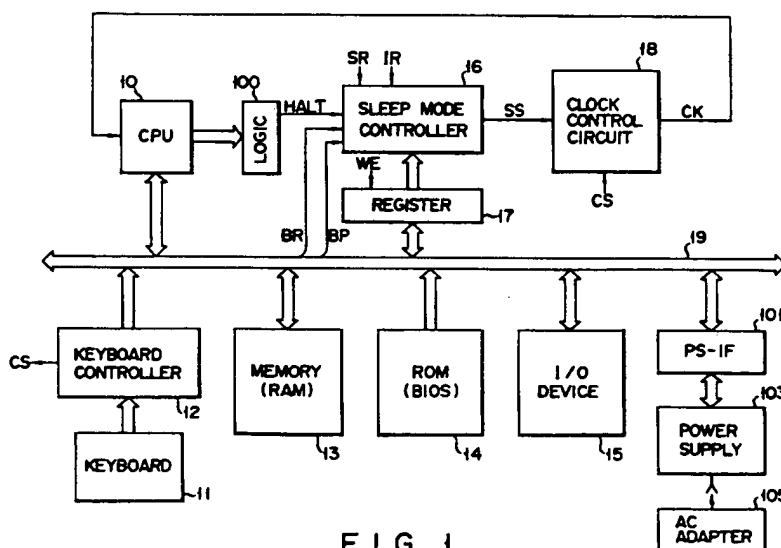 SR IR
10
100
16
18
CPU
LOGIC
HALT
SLEEP MODE
CONTROLLER
SS
CLOCK
CONTROL
CIRCUIT
CK
WE
REGISTER
17
CS
BR
BP
19
KEYBOARD
CONTROLLER
CS
12
KEYBOARD
11
MEMORY
(RAM)
13
ROM
(BIOS)
14
I/O
DEVICE
15
101
PS-IF
103
POWER
SUPPLY
105
AC
ADAPTER
FIG. 1